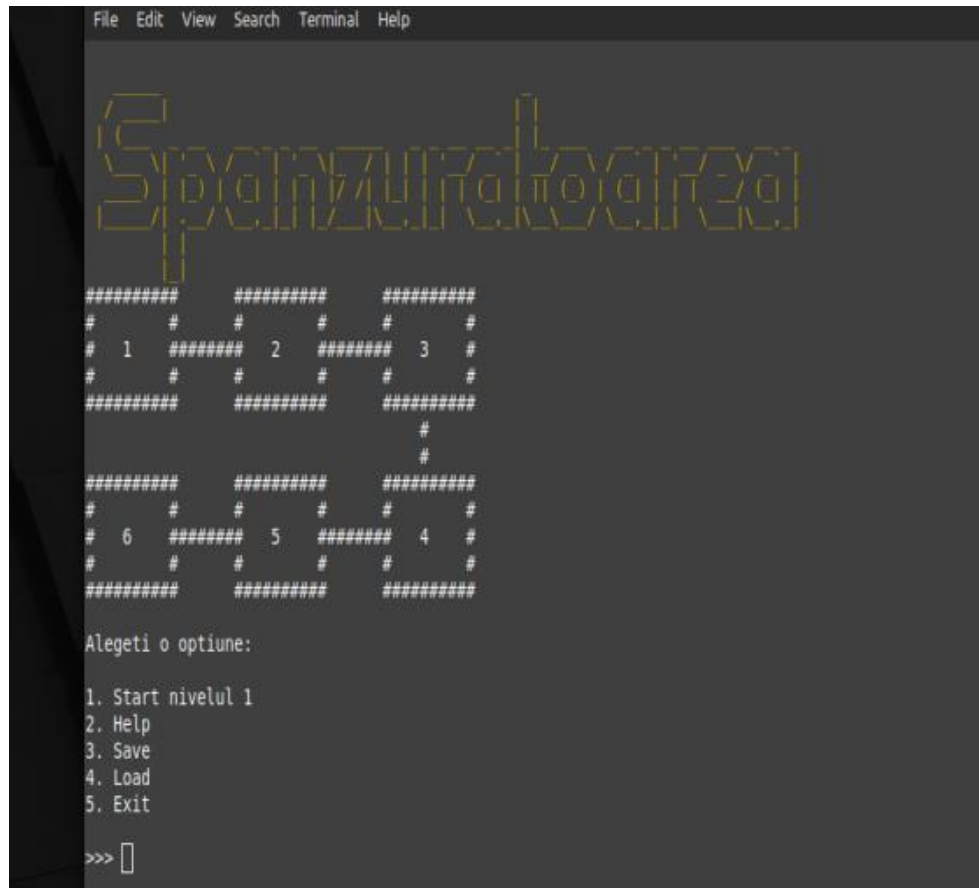 File Edit View Search Terminal Help
Spanzuratoarea
########## ########## ##########
# # # # # #
# 1 ######## 2 ######## 3 #
# # # # # #
########## ########## ##########
#
#
########## ########## ##########
# # # # # #
# 6 ######## 5 ######## 4 #
# # # # # #
########## ########## ##########
Alegeti o optiune:
1. Start nivelul 1
2. Help
3. Save
4. Load
5. Exit
>>>